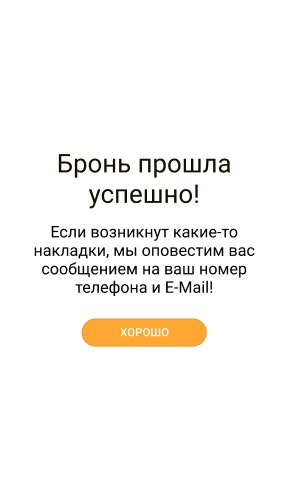 Бронь прошла
успешно!
Если возникнут какие-то
накладки, мы оповестим вас
сообщением на ваш номер
телефона и E-Mail!
ХОРОШО